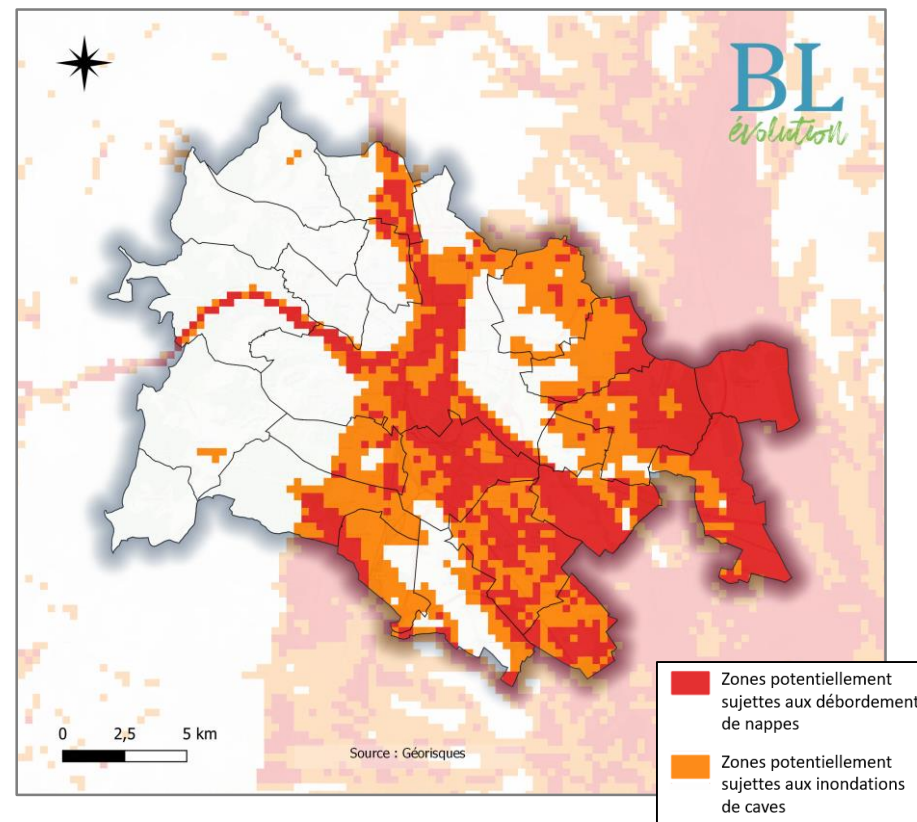 BL
évolution
0 2,5 5 km
Source : Géorisques
Zones potentiellement
sujettes aux débordement
de nappes
Zones potentiellement
sujettes aux inondations
de caves